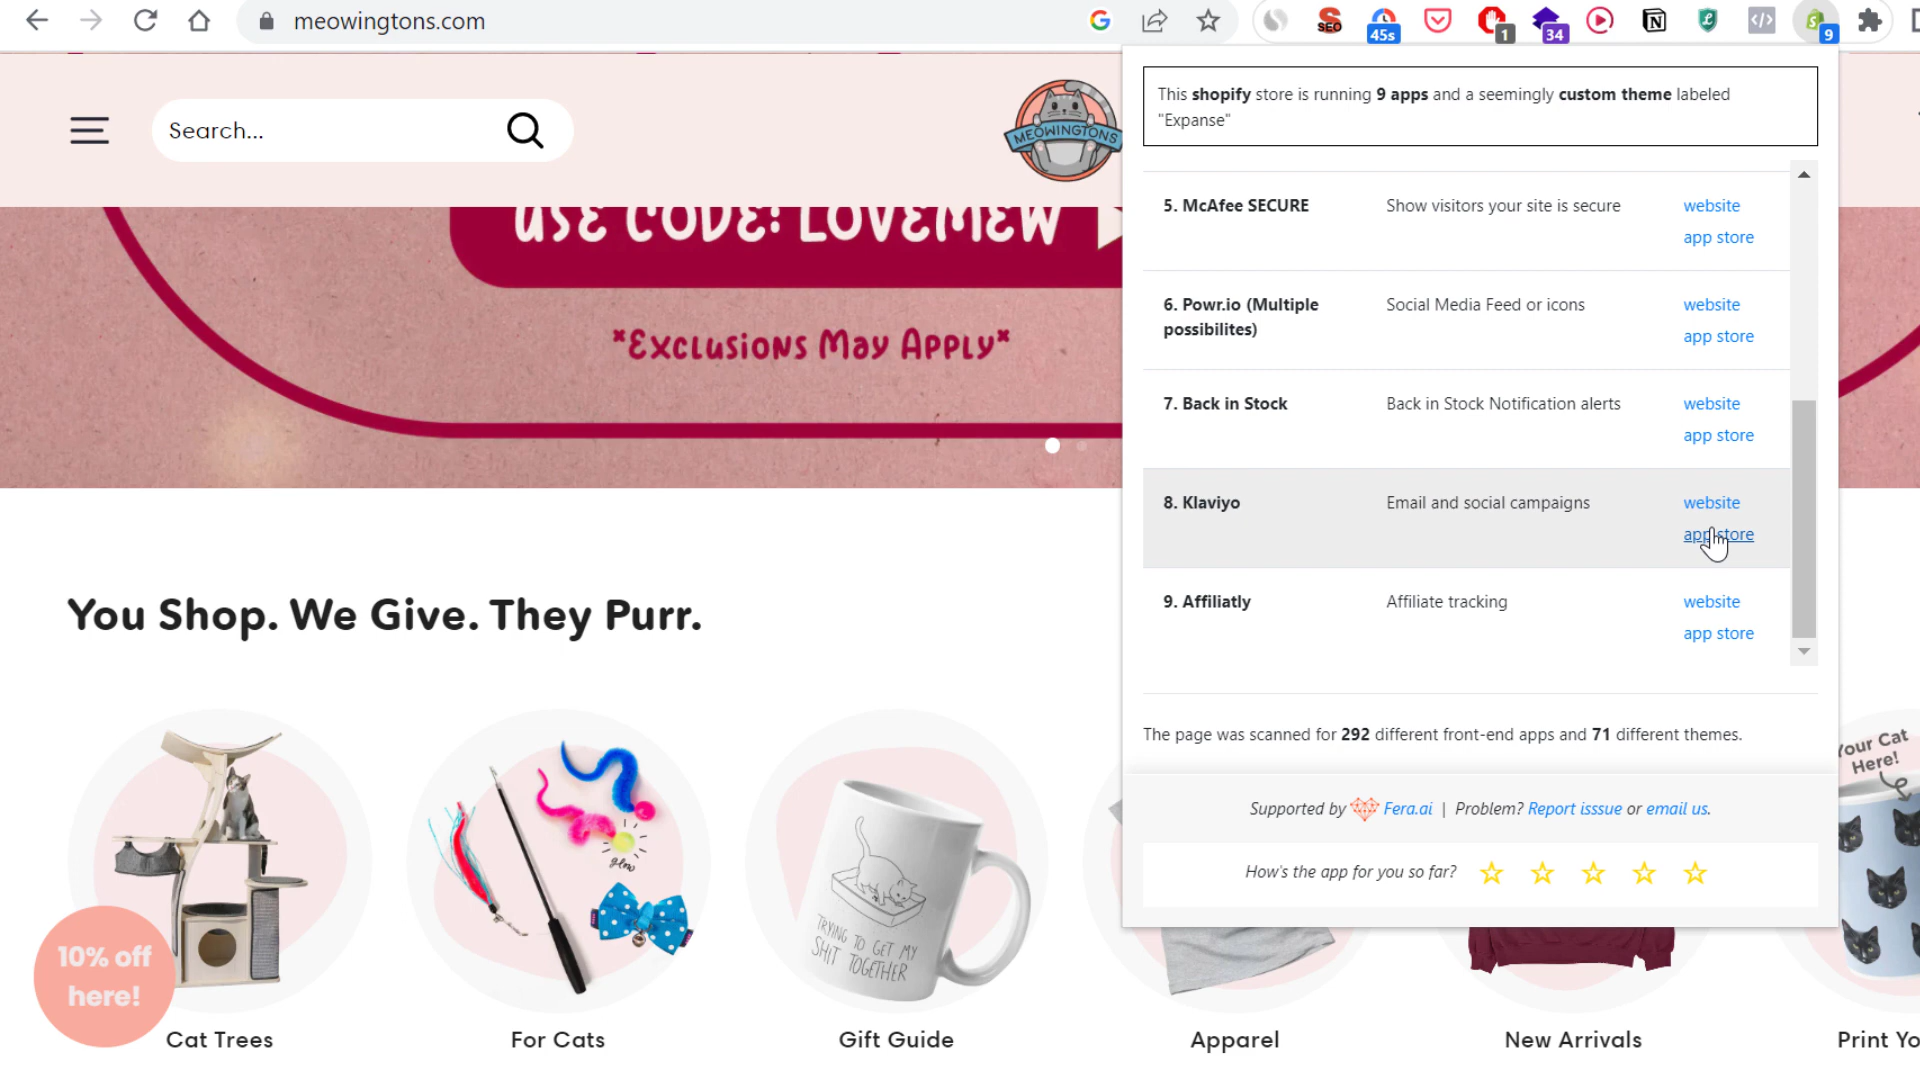 meowingtons.com
SEO
45s
1
34
N
S
9
Search...
MEOWINGTONS
USE CODE: LOVEMEW
*EXCLUSIONS MAY APPLY*
You Shop. We Give. They Purr.
glow
TRYING TO GET MY
SHIT TOGETHER
10% off
here!
Cat Trees
For Cats
Gift Guide
Apparel
New Arrivals
Print Yo
Your Cat
Here!
This shopify store is running 9 apps and a seemingly custom theme labeled
"Expanse"
5. McAfee SECURE Show visitors your site is secure website
app store
6. Powr.io (Multiple Social Media Feed or icons website
possibilites) app store
7. Back in Stock Back in Stock Notification alerts website
app store
8. Klaviyo Email and social campaigns website
app store
9. Affiliatly Affiliate tracking website
app store
The page was scanned for 292 different front-end apps and 71 different themes.
Supported by Fera.ai | Problem? Report isssue or email us.
How's the app for you so far?